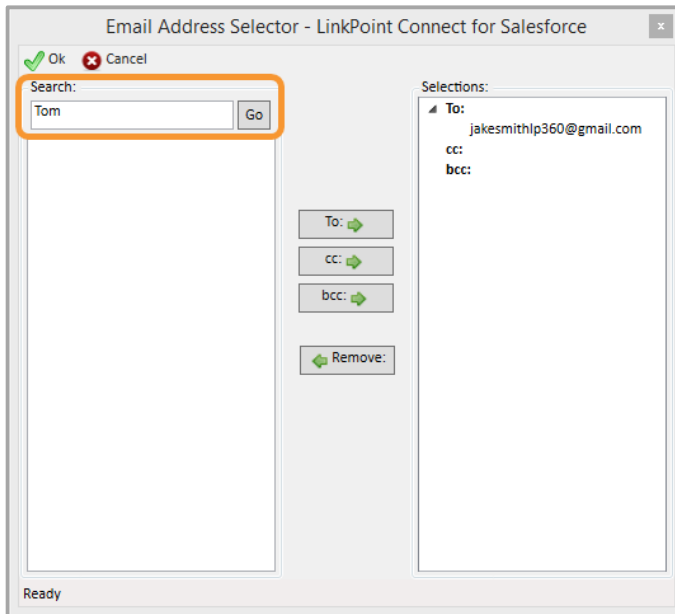 Email Address Selector - LinkPoint Connect for Salesforce
x
Ok Cancel
Search:
Tom
Go
To:
cc:
bcc:
Remove:
Selections:
To:
jakesmithlp360@gmail.com
cc:
bcc:
Ready